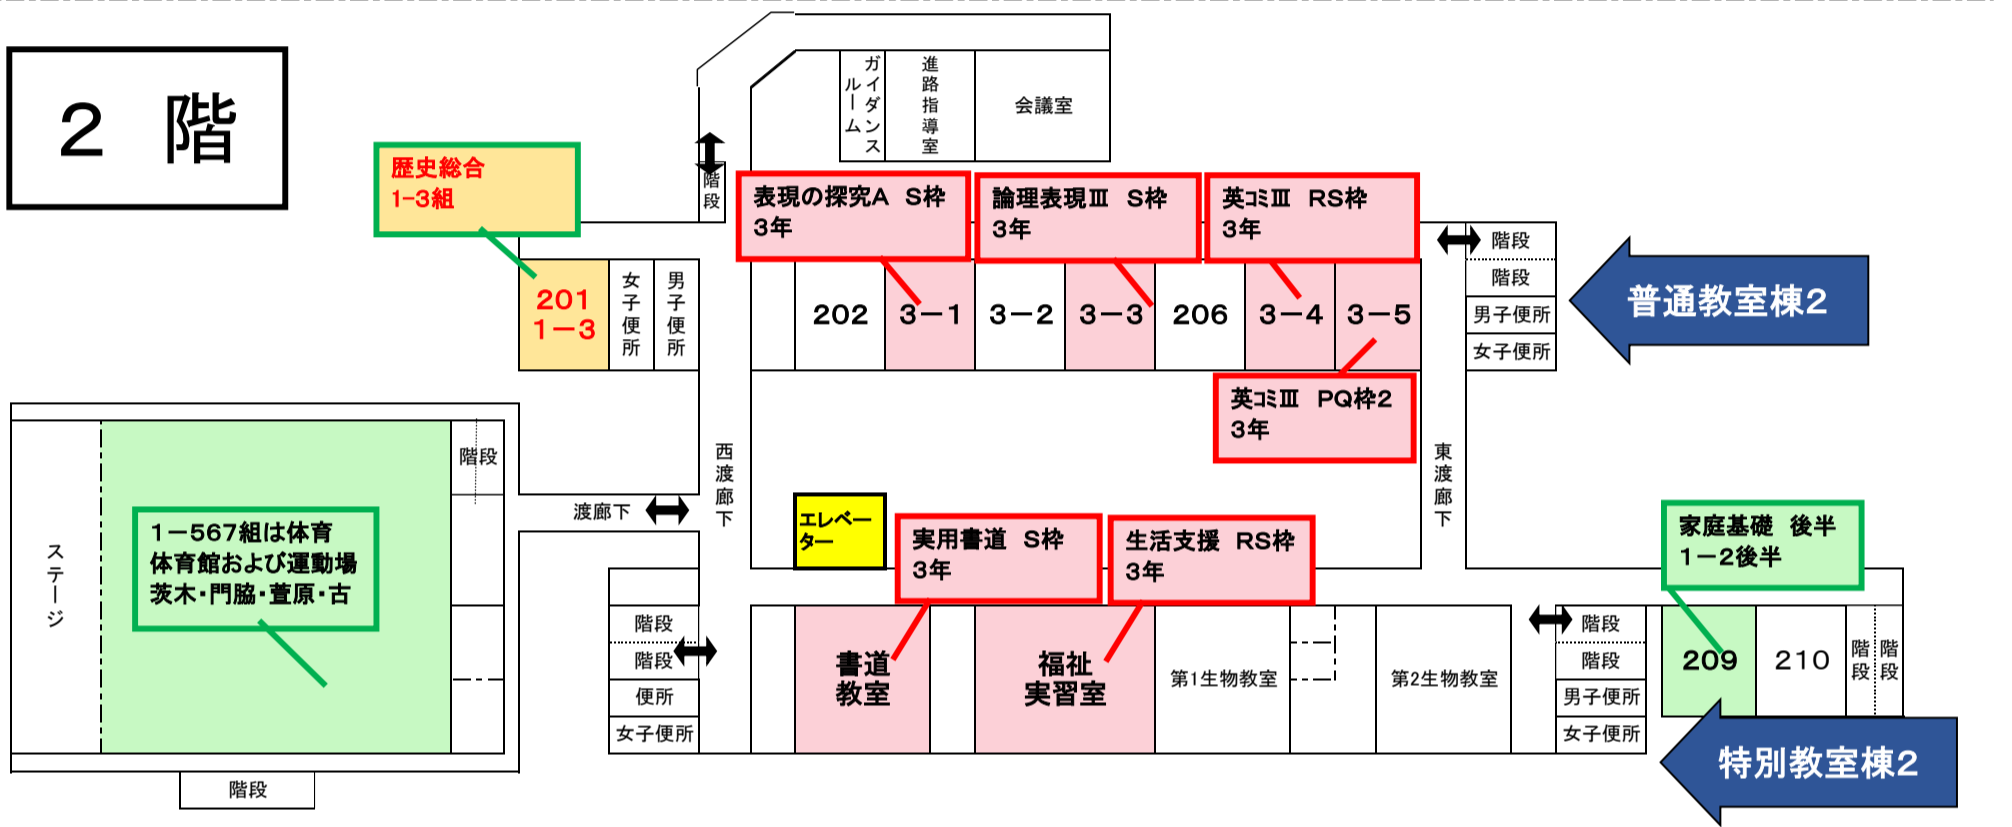 ２　階
ガイダンス
ルーム
進路指導室
会議室
歴史総合
1-3組
階段
表現の探究A　S枠
3年
論理表現Ⅲ　S枠
3年
英ｺﾐⅢ　RS枠
3年
階段
階段
男子便所
女子便所
普通教室棟2
201
1－3
女子便所
男子便所
202
3－1
3－2
3－3
206
3－4
3－5
英ｺﾐⅢ　PQ枠2
3年
西渡廊下
東渡廊下
階段
渡廊下
ステージ
1－567組は体育
体育館および運動場
茨木・門脇・萱原・古
階段
エレベー
ター
実用書道　S枠
3年
生活支援　RS枠
3年
家庭基礎　後半
1－2後半
階段
階段
便所
女子便所
書道
教室
福祉
実習室
第1生物教室
第2生物教室
階段
階段
男子便所
女子便所
209
210
階段
階段
特別教室棟2